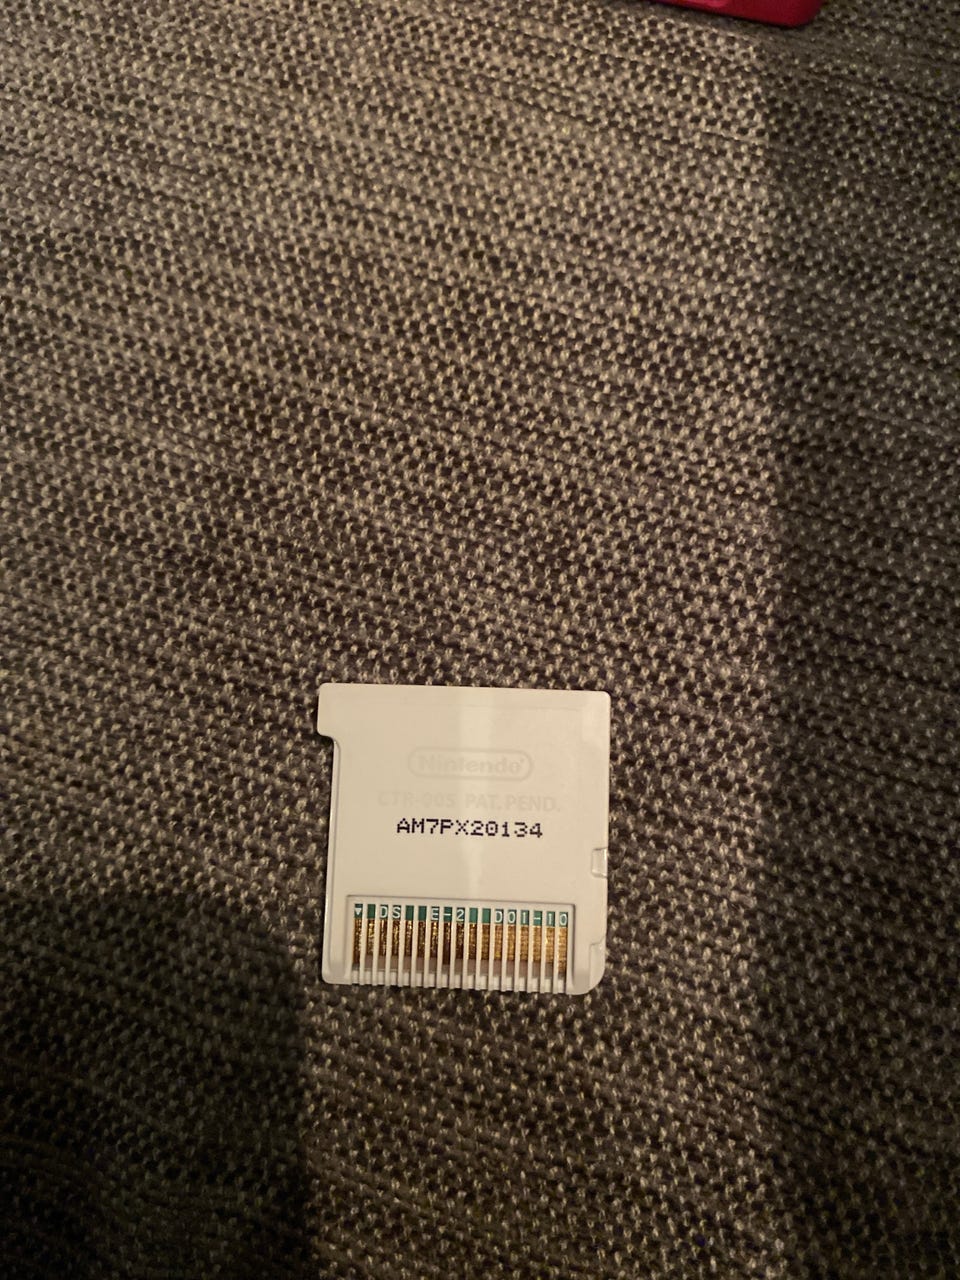 Nintendo
CTR-005 PAT.PEND.
AM7PX20134
DS E-2 D01-10